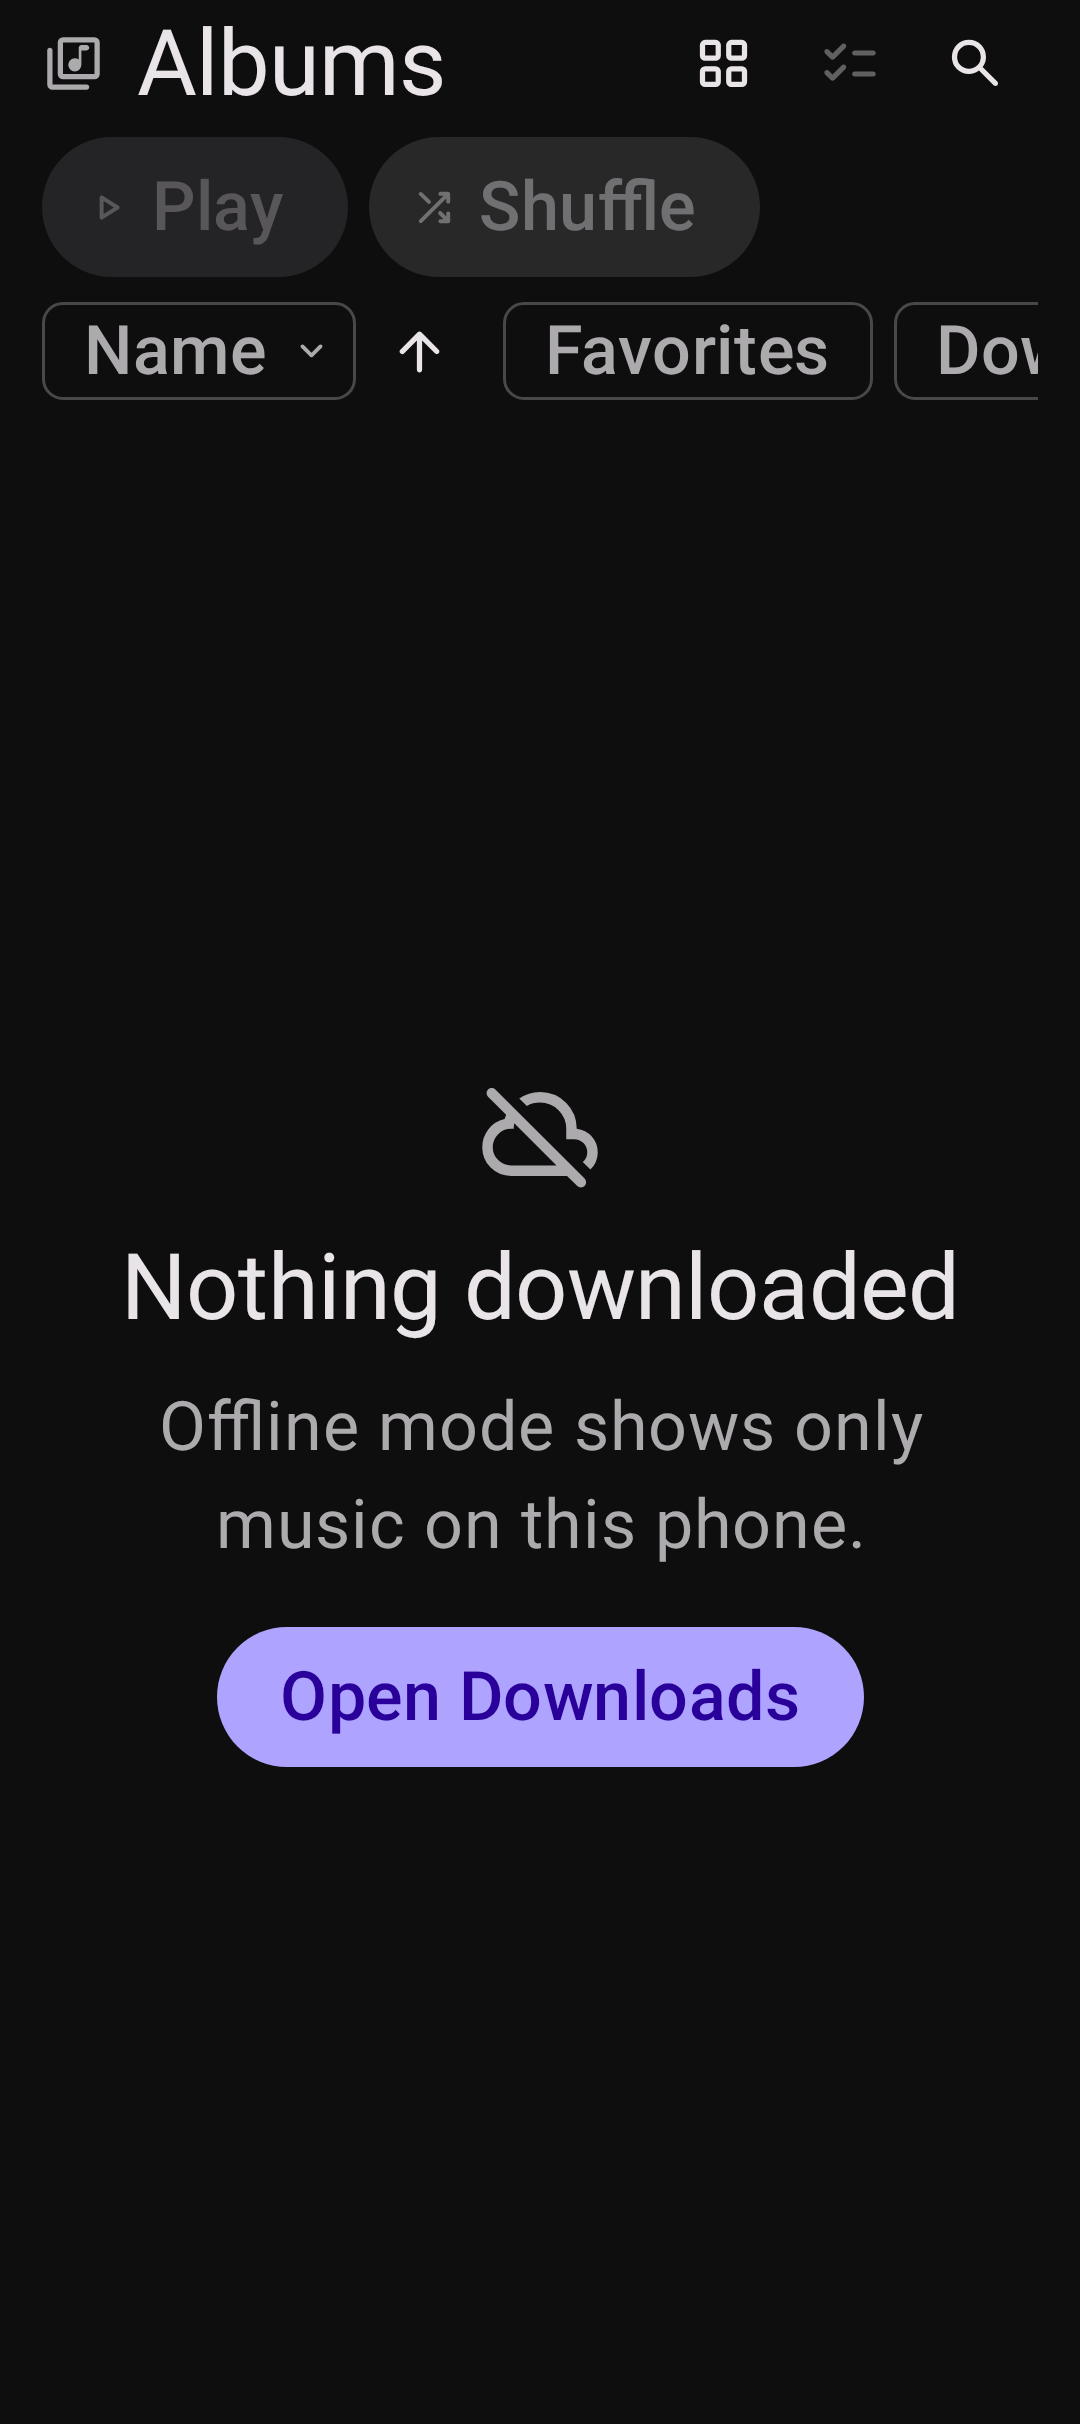 Albums
Play
Shuffle
Name
Favorites
Nothing downloaded
Offline mode shows only
music on this phone.
Open Downloads